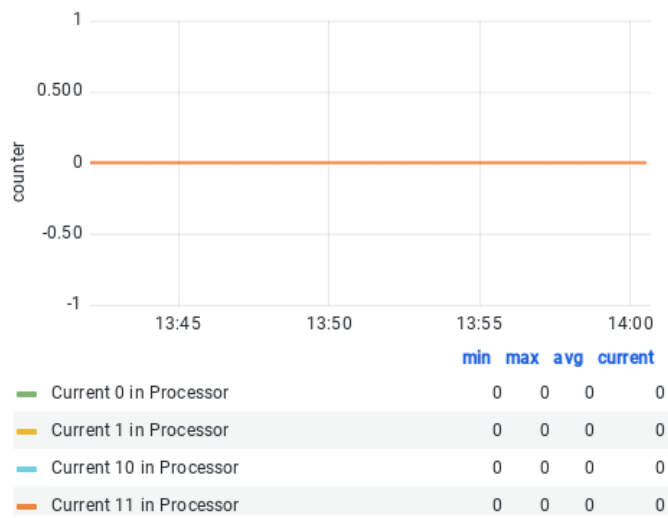 1
0.500
counter
0
-0.50
-1
13:45 13:50 13:55 14:00
min max avg current
Current 0 in Processor 0 0 0 0
Current 1 in Processor 0 0 0 0
Current 10 in Processor 0 0 0 0
Current 11 in Processor 0 0 0 0